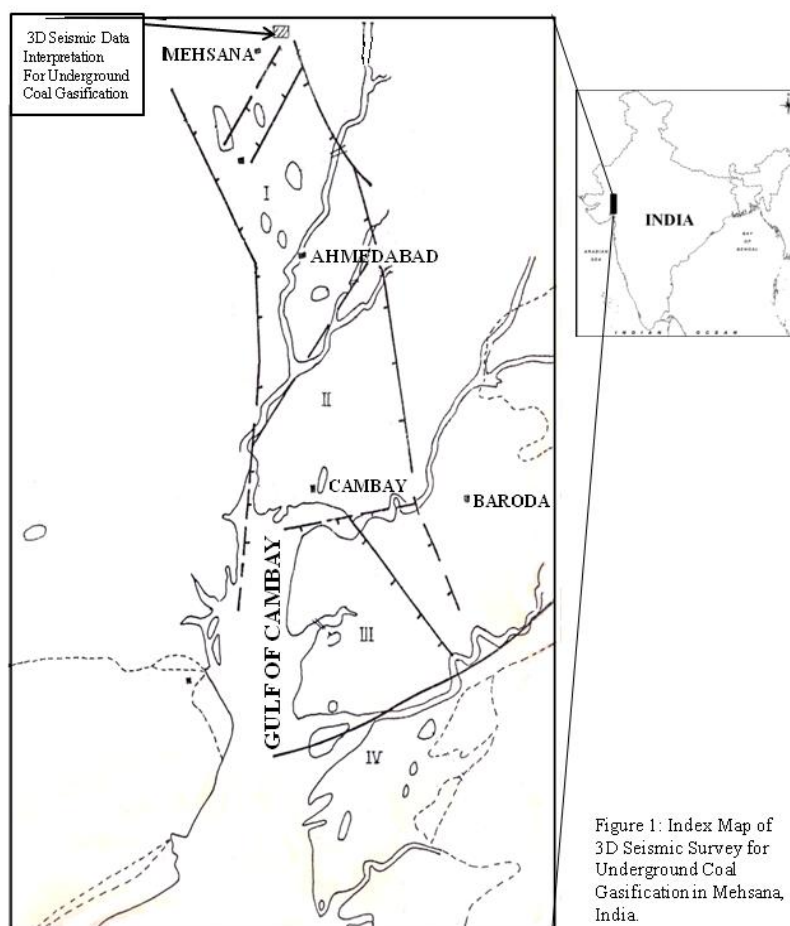 3D Seismic Data
Interpretation
For Underground
Coal Gasification
MEHSANA
I
AHMEDABAD
II
CAMBAY
BARODA
GULF OF CAMBAY
III
IV
INDIA
ARABIAN
SEA
BAY
OF
BENGAL
INDIAN OCEAN
Figure 1: Index Map of
3D Seismic Survey for
Underground Coal
Gasification in Mehsana,
India.